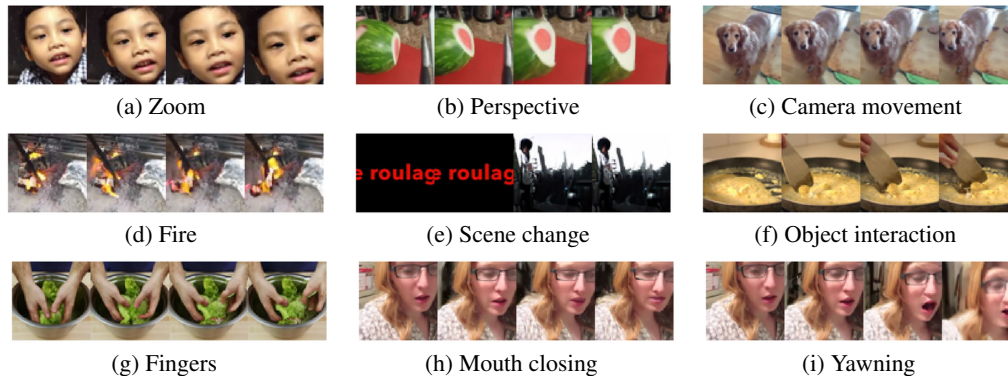 (a) Zoom
(b) Perspective
(c) Camera movement
e roulage roulag
(d) Fire
(e) Scene change
(f) Object interaction
(g) Fingers
(h) Mouth closing
(i) Yawning